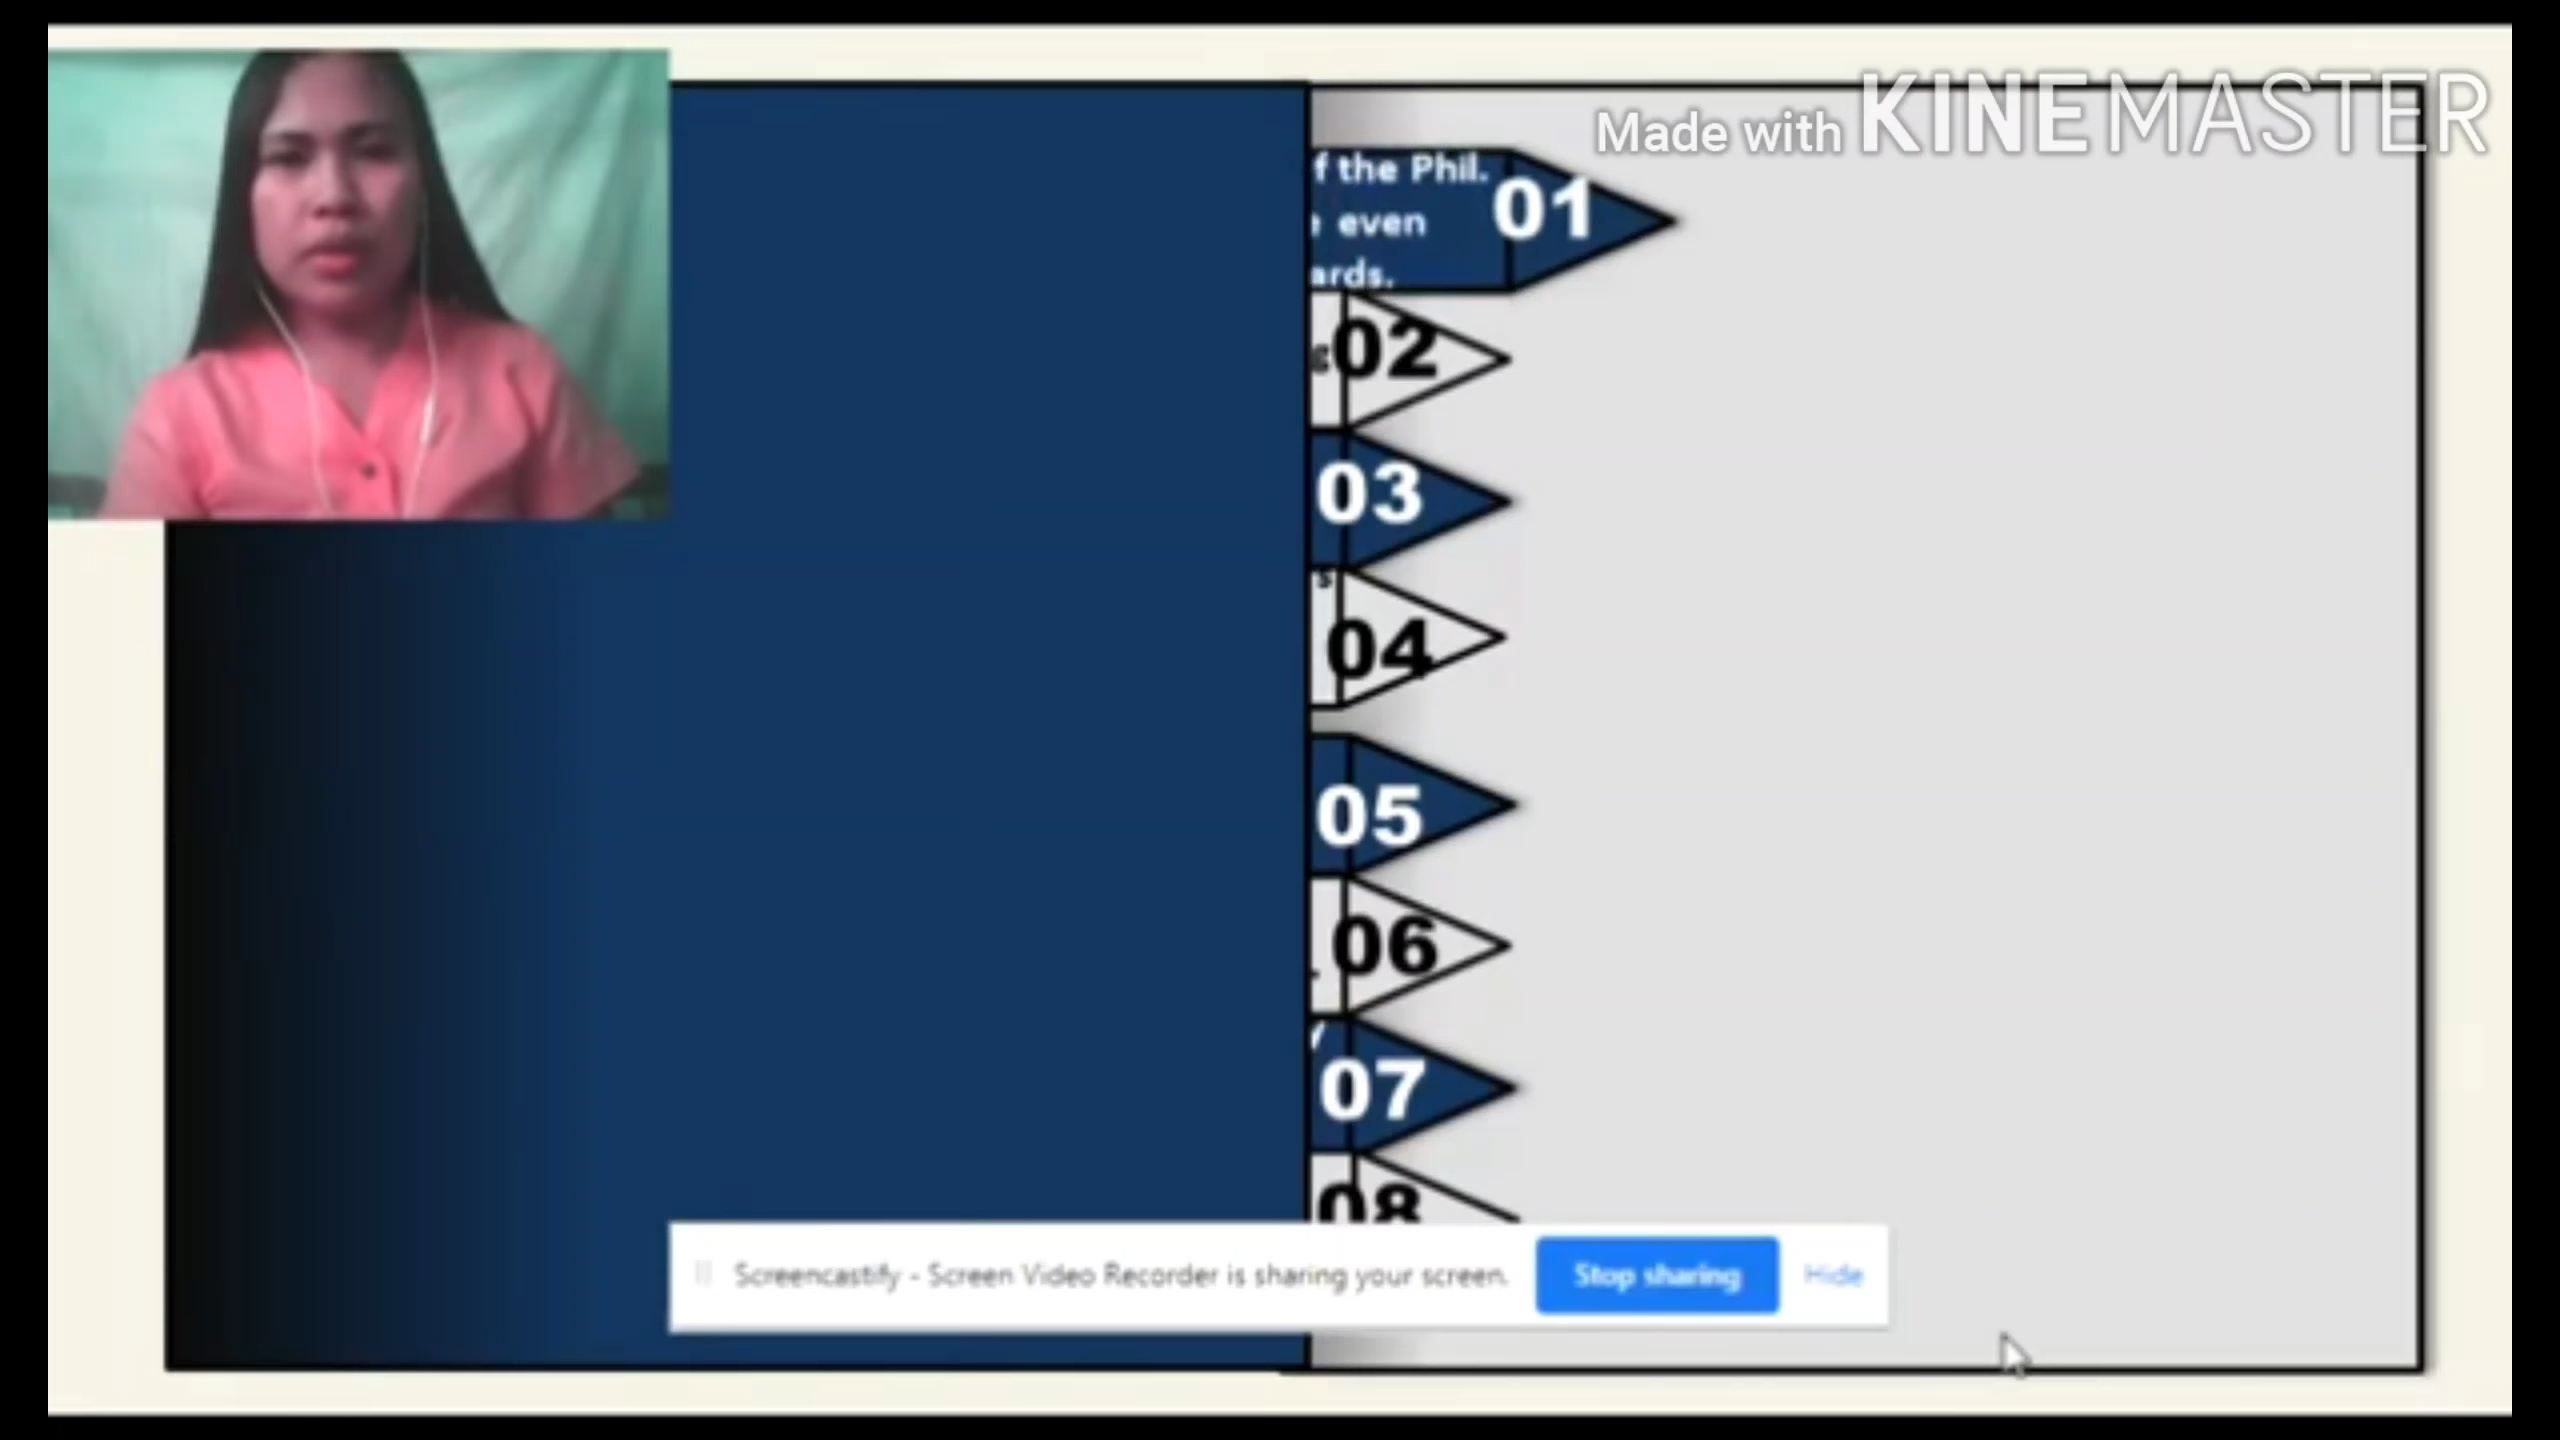 Made with KINEMASTER
f the Phil.
even
ards.
01
02
03
s
04
05
06
07
08
Screencastify - Screen Video Recorder is sharing your screen.
Stop sharing
Hide